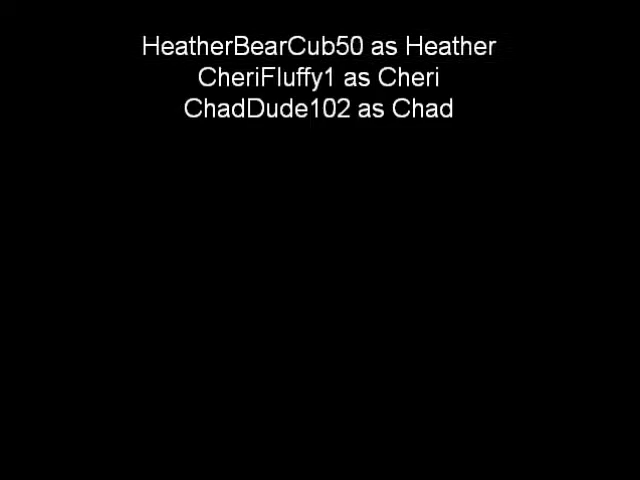 HeatherBearCub50 as Heather
CheriFluffy1 as Cheri
ChadDude102 as Chad